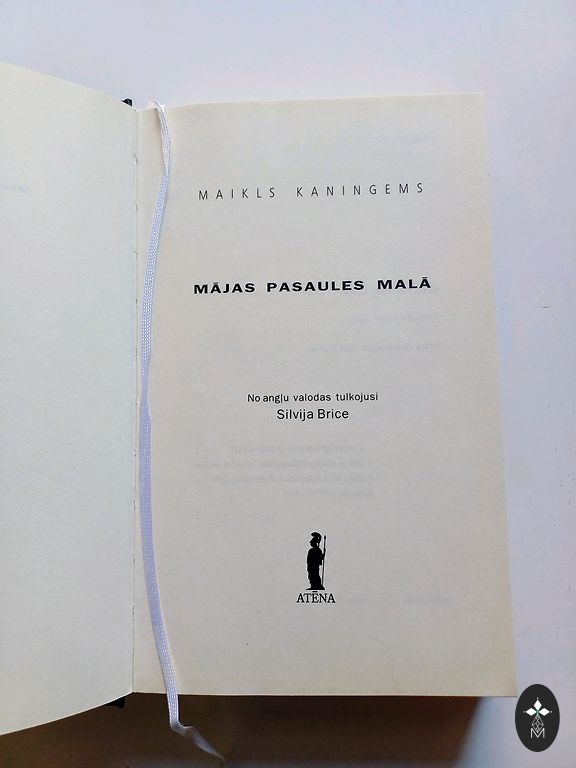 MAIKLS KANINGEMS
MĀJAS PASAULES MALĀ
No angļu valodas tulkojusi
Silvija Brice
ATĒNA
M